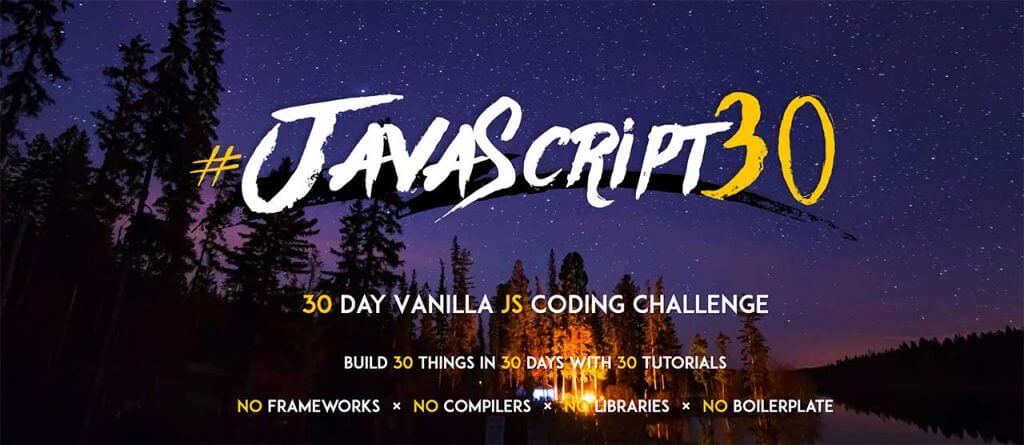 #JavaScript30
30 DAY VANILLA JS CODING CHALLENGE
BUILD 30 THINGS IN 30 DAYS WITH 30 TUTORIALS
NO FRAMEWORKS × NO COMPILERS × NO LIBRARIES × NO BOILERPLATE